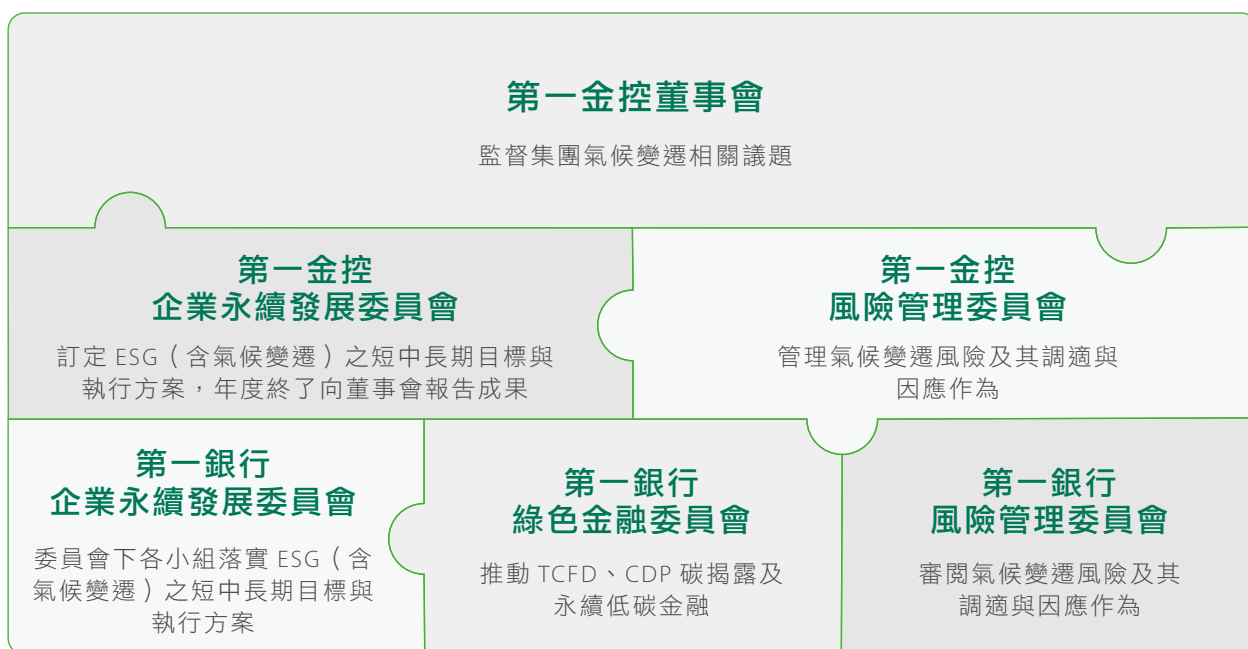 第一金控董事會
監督集團氣候變遷相關議題
第一金控
企業永續發展委員會
訂定 ESG（含氣候變遷）之短中長期目標與
執行方案，年度終了向董事會報告成果
第一金控
風險管理委員會
管理氣候變遷風險及其調適與
因應作為
第一銀行
企業永續發展委員會
委員會下各小組落實 ESG（含
氣候變遷）之短中長期目標與
執行方案
第一銀行
綠色金融委員會
推動 TCFD、CDP 碳揭露及
永續低碳金融
第一銀行
風險管理委員會
審閱氣候變遷風險及其
調適與因應作為